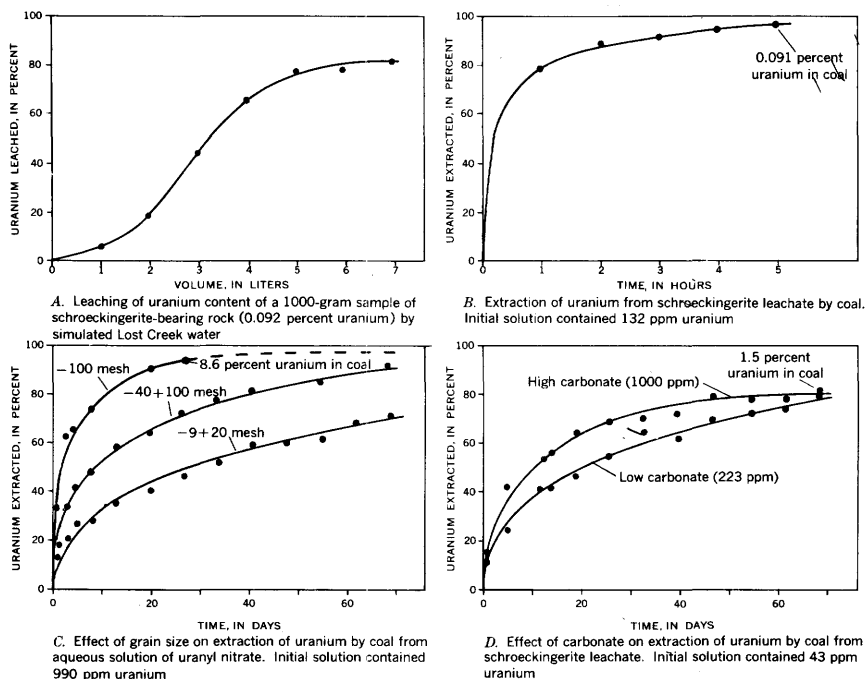 URANIUM LEACHED, IN PERCENT
100
80
60
40
20
0
0 1 2 3 4 5 6 7
VOLUME, IN LITERS
A. Leaching of uranium content of a 1000-gram sample of
schroeckingerite-bearing rock (0.092 percent uranium) by
simulated Lost Creek water
URANIUM EXTRACTED, IN PERCENT
100
80
60
40
20
0
0.091 percent
uranium in coal
0 1 2 3 4 5
TIME, IN HOURS
B. Extraction of uranium from schroeckingerite leachate by coal.
Initial solution contained 132 ppm uranium
URANIUM EXTRACTED, IN PERCENT
100
80
60
40
20
0
−100 mesh
8.6 percent uranium in coal
−40+100 mesh
−9+20 mesh
0 20 40 60
TIME, IN DAYS
C. Effect of grain size on extraction of uranium by coal from
aqueous solution of uranyl nitrate. Initial solution contained
990 ppm uranium
URANIUM EXTRACTED, IN PERCENT
100
80
60
40
20
0
1.5 percent
uranium in coal
High carbonate (1000 ppm)
Low carbonate (223 ppm)
0 20 40 60
TIME, IN DAYS
D. Effect of carbonate on extraction of uranium by coal from
schroeckingerite leachate. Initial solution contained 43 ppm
uranium